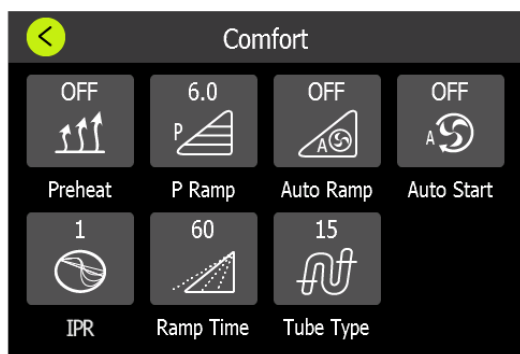 Comfort
OFF 6.0 OFF OFF
P A A
Preheat P Ramp Auto Ramp Auto Start
1 60 15
IPR Ramp Time Tube Type